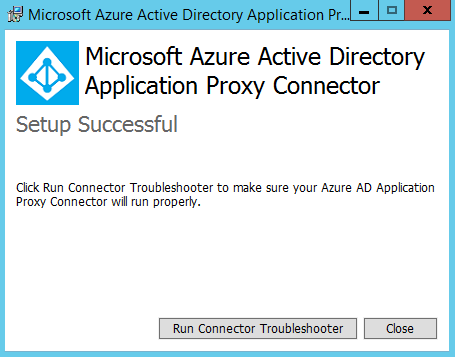 Microsoft Azure Active Directory Application Pr...
Microsoft Azure Active Directory
Application Proxy Connector
Setup Successful
Click Run Connector Troubleshooter to make sure your Azure AD Application
Proxy Connector will run properly.
Run Connector Troubleshooter
Close